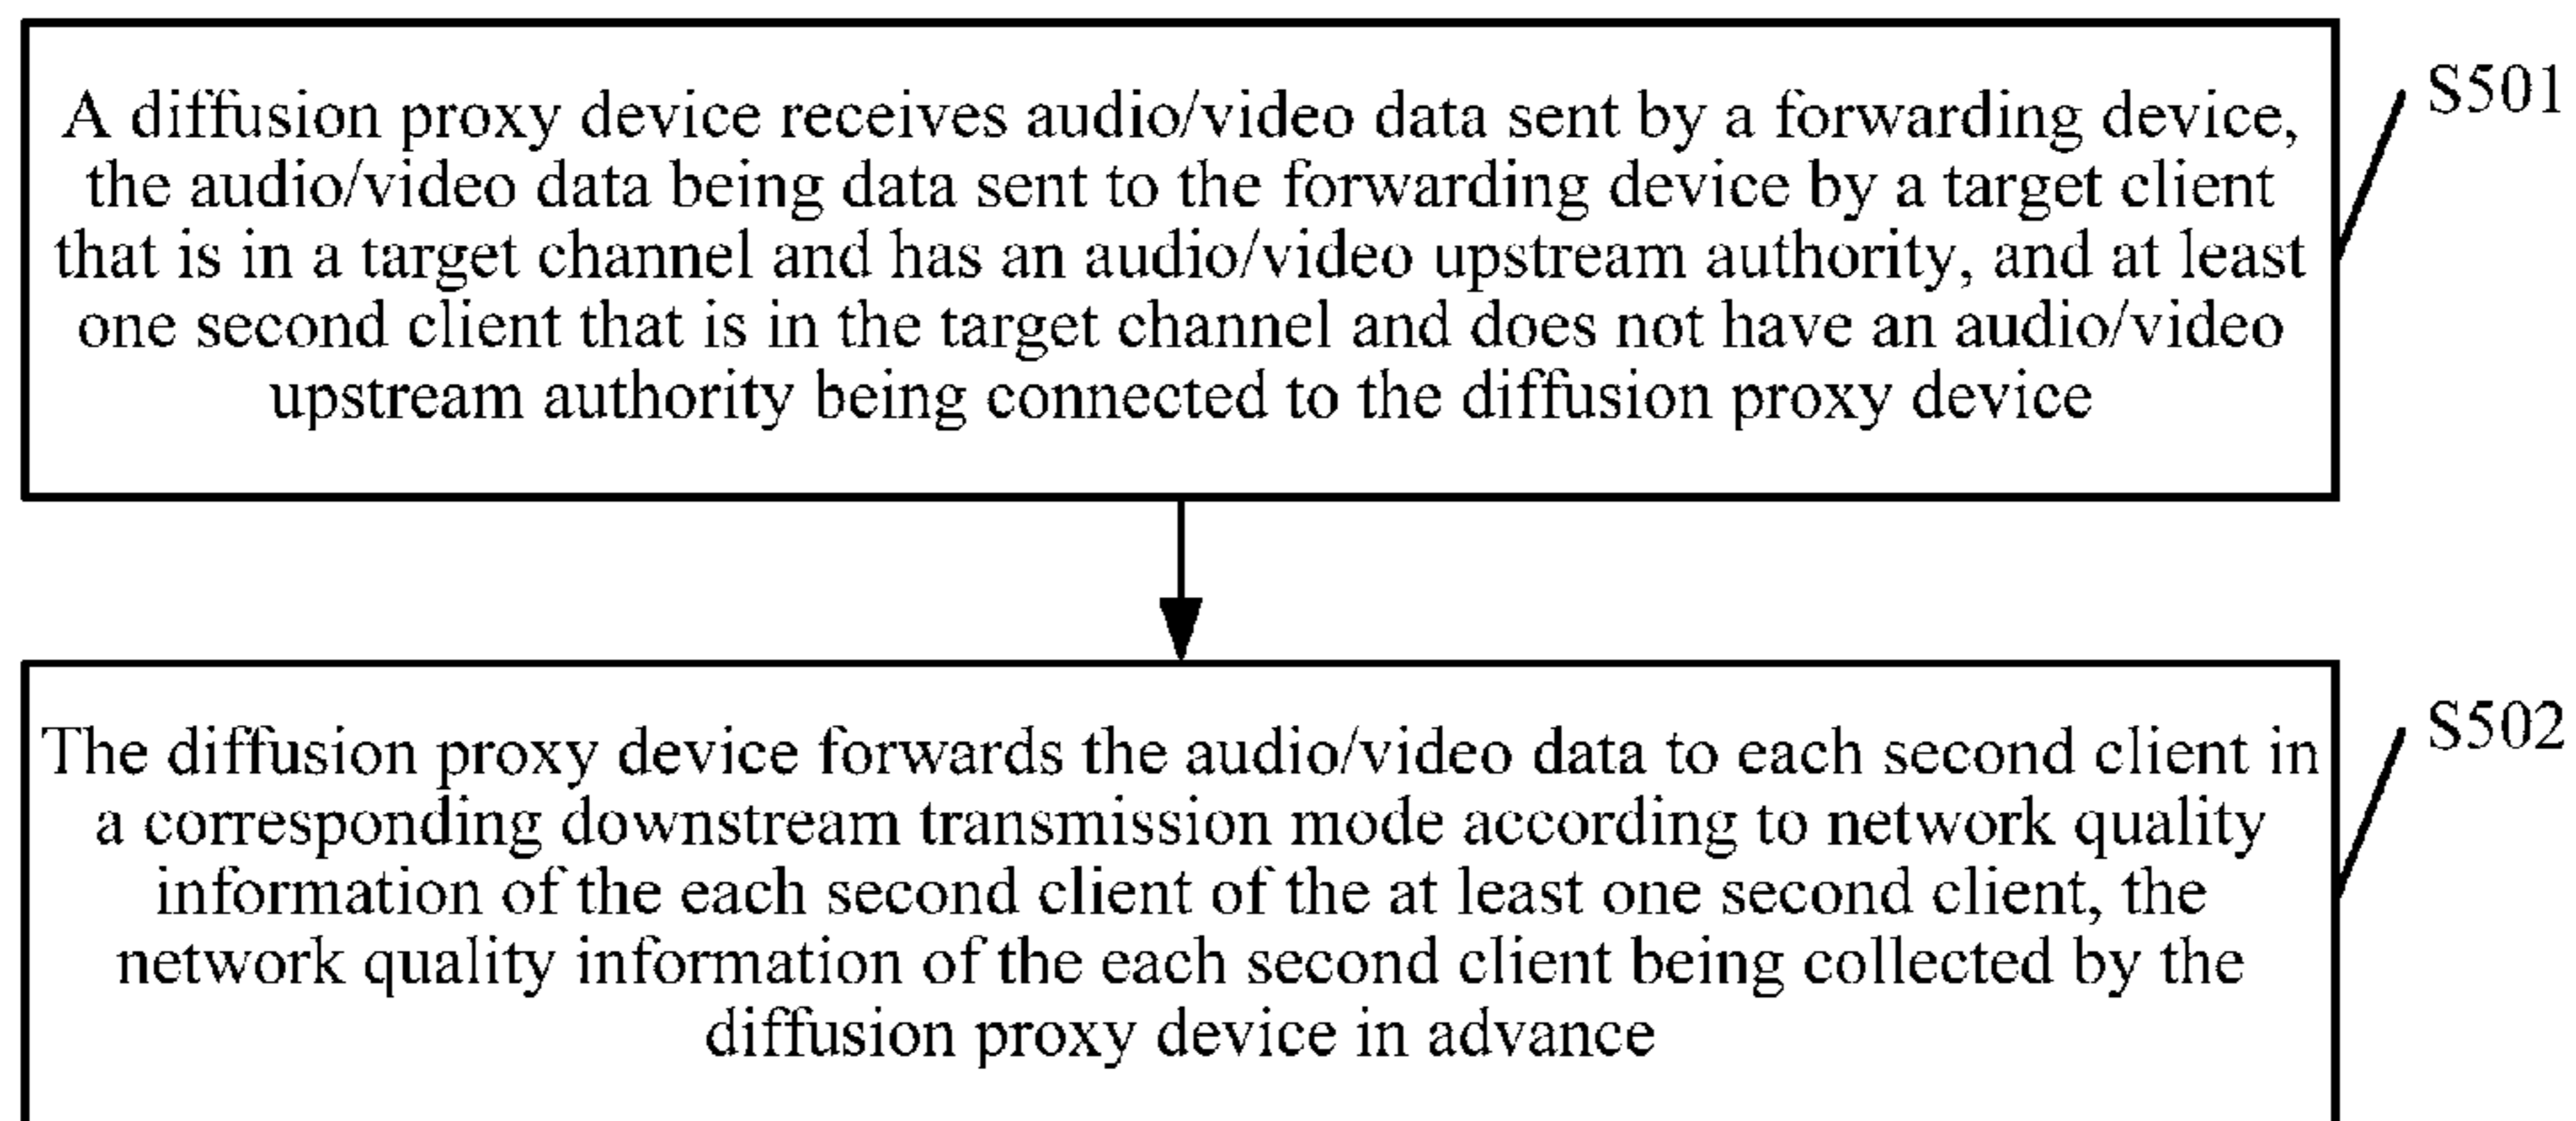 A diffusion proxy device receives audio/video data sent by a forwarding device,
the audio/video data being data sent to the forwarding device by a target client
that is in a target channel and has an audio/video upstream authority, and at least
one second client that is in the target channel and does not have an audio/video
upstream authority being connected to the diffusion proxy device
S501
The diffusion proxy device forwards the audio/video data to each second client in
a corresponding downstream transmission mode according to network quality
information of the each second client of the at least one second client, the
network quality information of the each second client being collected by the
diffusion proxy device in advance
S502